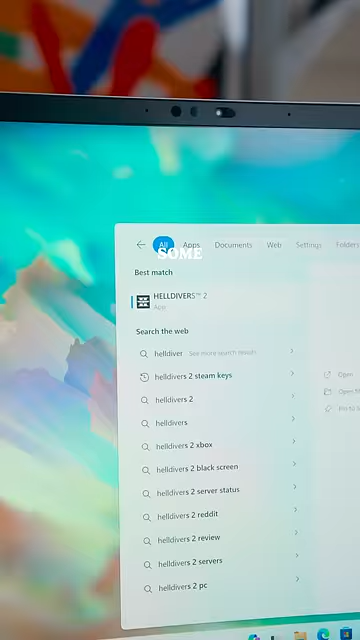 All Apps Documents Web Settings Folders
SOME
Best match
HELLDIVERS™ 2
App
Search the web
helldiver - See more search results
helldivers 2 steam keys
Open
helldivers 2
helldivers
helldivers 2 xbox
helldivers 2 black screen
helldivers 2 server status
helldivers 2 reddit
helldivers 2 review
helldivers 2 servers
helldivers 2 pc